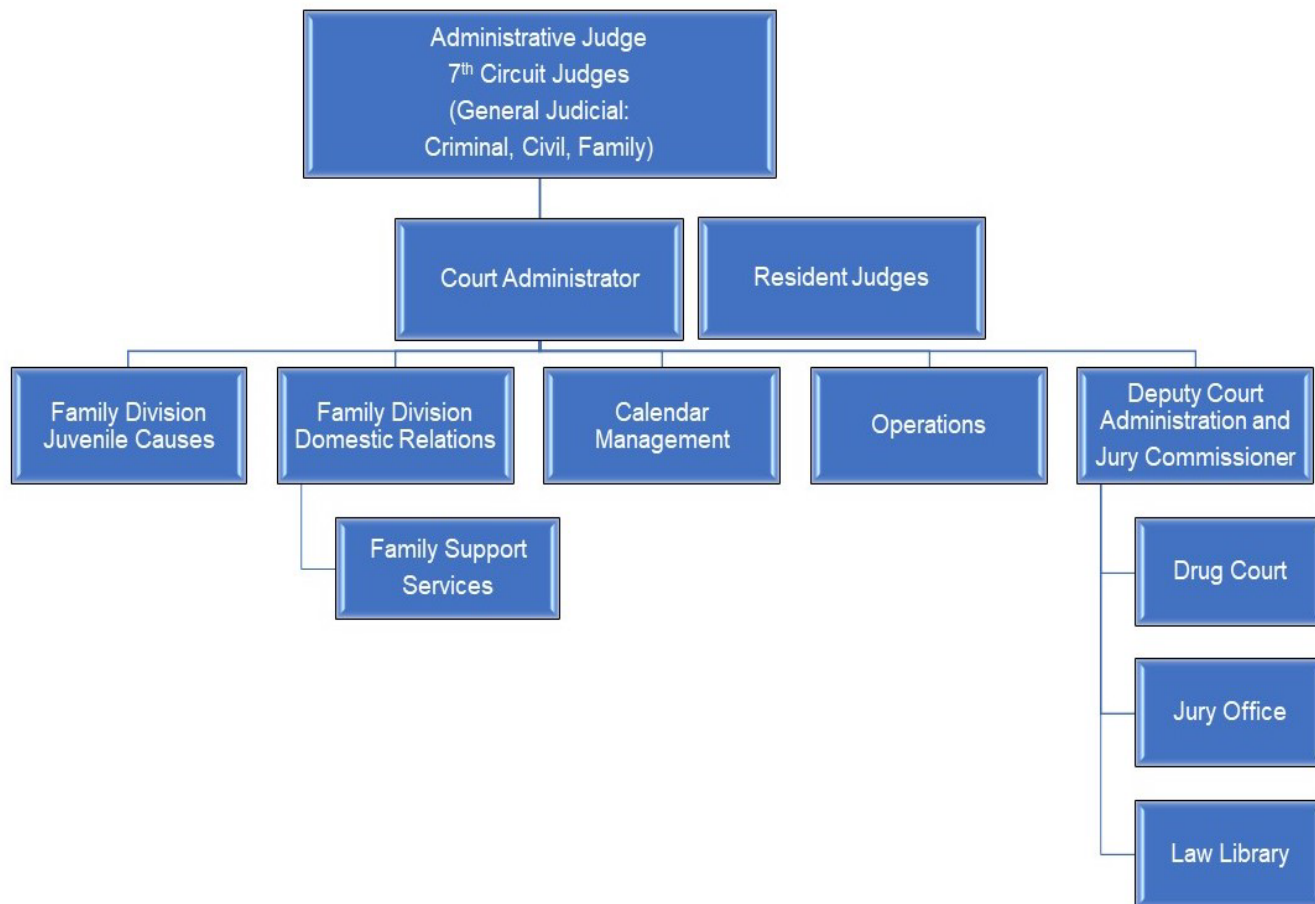 Administrative Judge
7th Circuit Judges
(General Judicial:
Criminal, Civil, Family)
Court Administrator
Resident Judges
Family Division
Juvenile Causes
Family Division
Domestic Relations
Calendar
Management
Operations
Deputy Court
Administration and
Jury Commissioner
Family Support
Services
Drug Court
Jury Office
Law Library